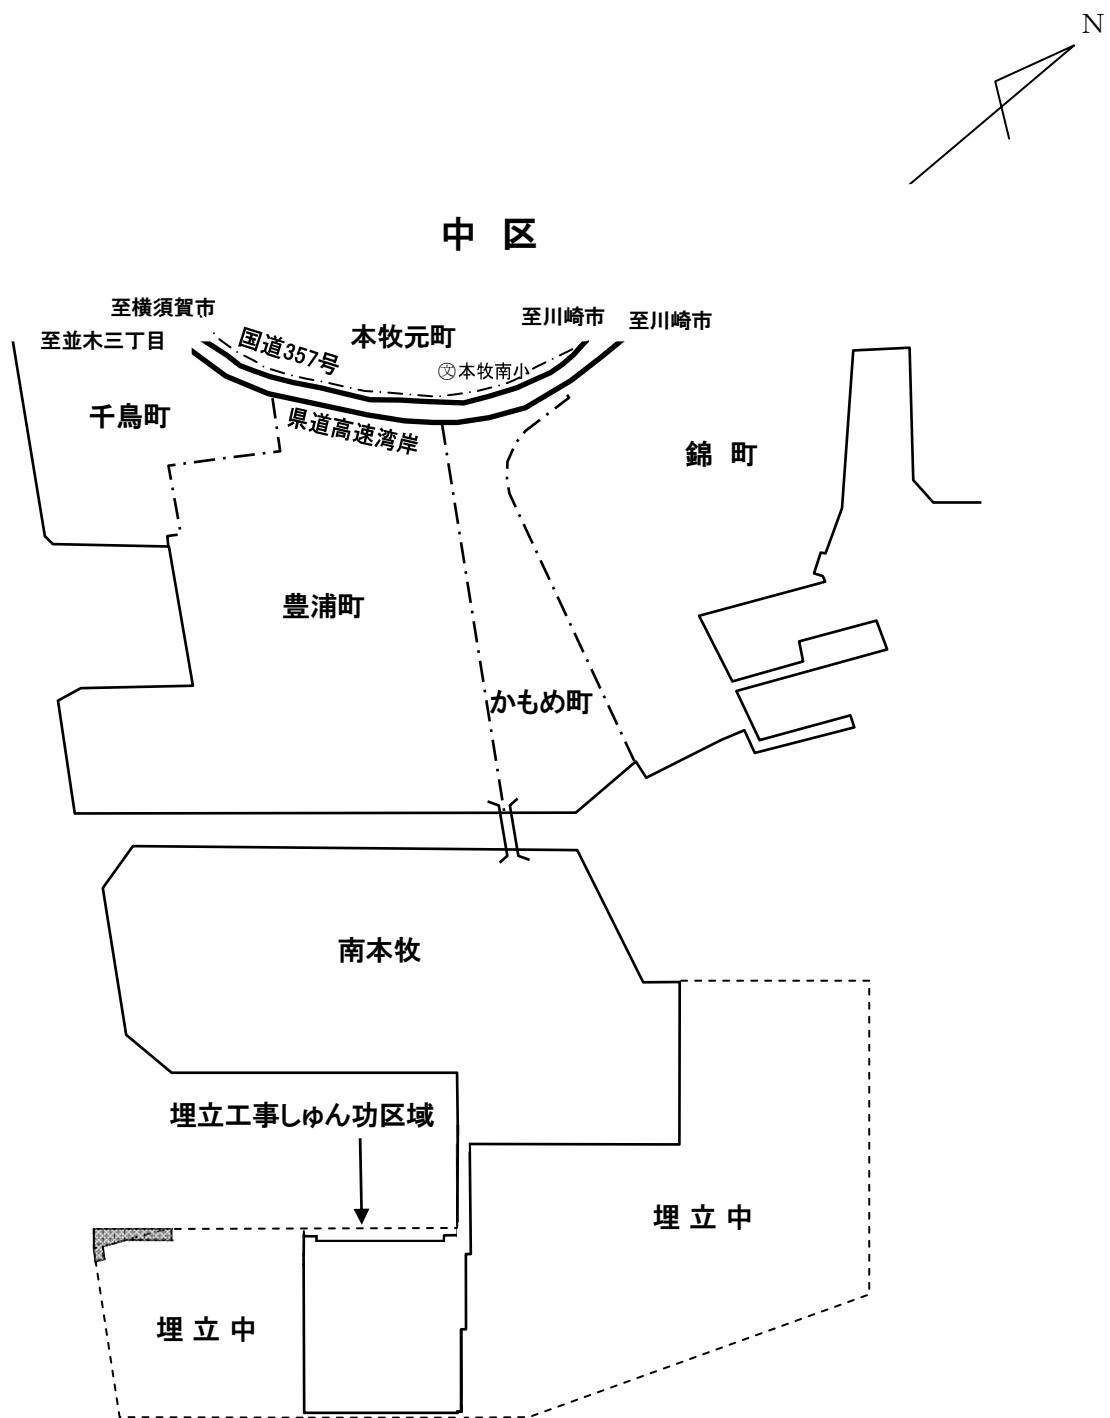 N
中 区
至横須賀市
至並木三丁目
国道357号
本牧元町
至川崎市
至川崎市
㊛本牧南小
千鳥町
県道高速湾岸
錦 町
豊浦町
かもめ町
南本牧
埋立工事しゅん功区域
埋 立 中
埋 立 中